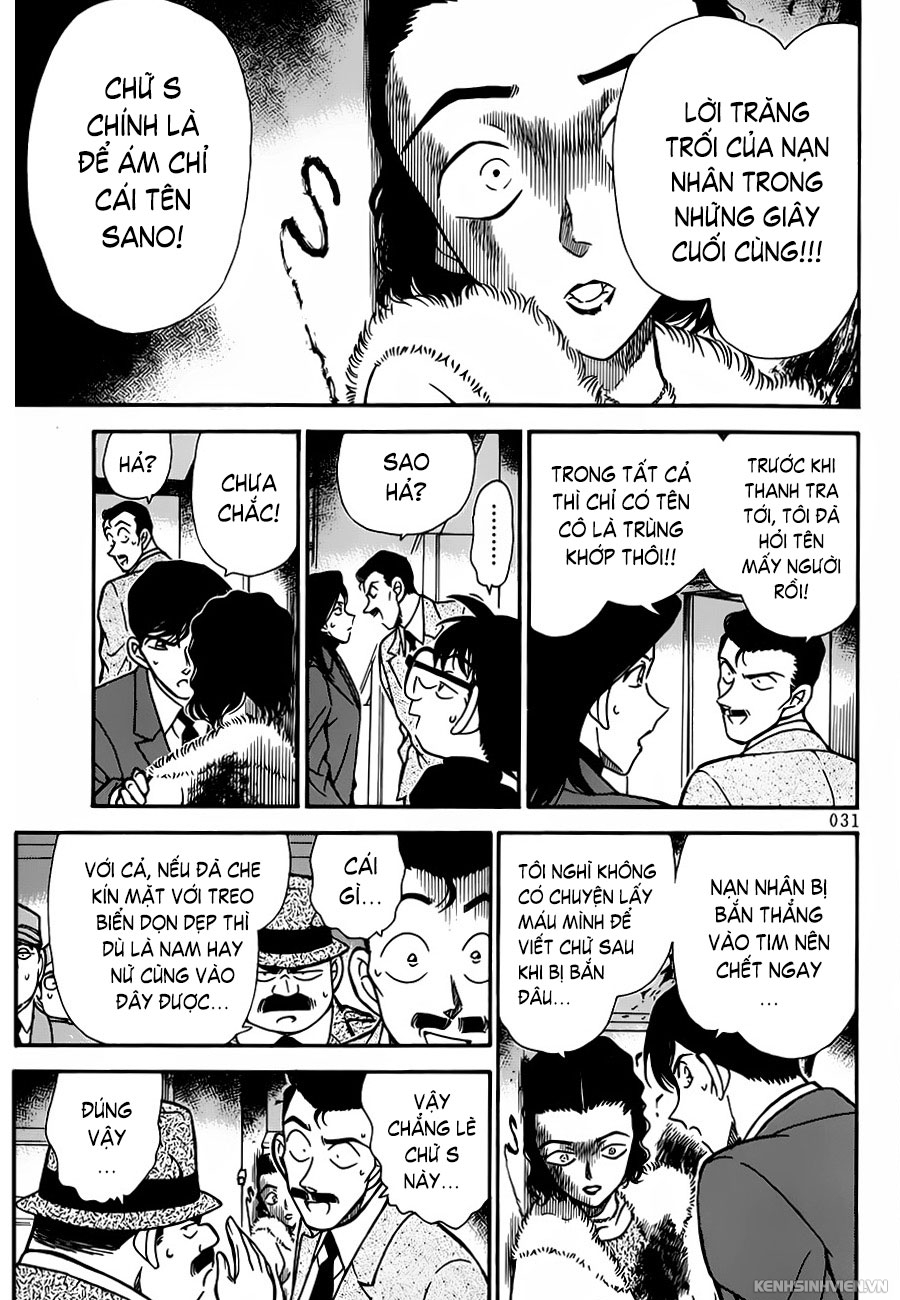 LỜI TRĂNG
TRỐI CỦA NẠN
NHÂN TRONG
NHỮNG GIÂY
CUỐI CÙNG!!!
CHỮ S
CHÍNH LÀ
ĐỂ ÁM CHỈ
CÁI TÊN
SANO!
S
TRƯỚC KHI
THANH TRA
TỚI, TÔI ĐÃ
HỎI TÊN
MẤY NGƯỜI
RỒI!
TRONG TẤT CẢ
THÌ CHỈ CÓ TÊN
CÔ LÀ TRÙNG
KHỚP THÔI!!
.........
SAO
HẢ?
CHƯA
CHẮC!
HẢ?
031
NẠN NHÂN BỊ
BẮN THẲNG
VÀO TIM NÊN
CHẾT NGAY
...
TÔI NGHĨ KHÔNG
CÓ CHUYỆN LẤY
MÁU MÌNH ĐỂ
VIẾT CHỮ SAU
KHI BỊ BẮN
ĐÂU...
CÁI
GÌ...
VỚI CẢ, NẾU ĐÃ CHE
KÍN MẶT VỚI TREO
BIỂN DỌN DẸP THÌ
DÙ LÀ NAM HAY
NỮ CŨNG VÀO
ĐÂY ĐƯỢC...
VẬY
CHẲNG LẼ
CHỮ S
NÀY...
ĐÚNG
VẬY
...
KENHSINHVIEN.VN